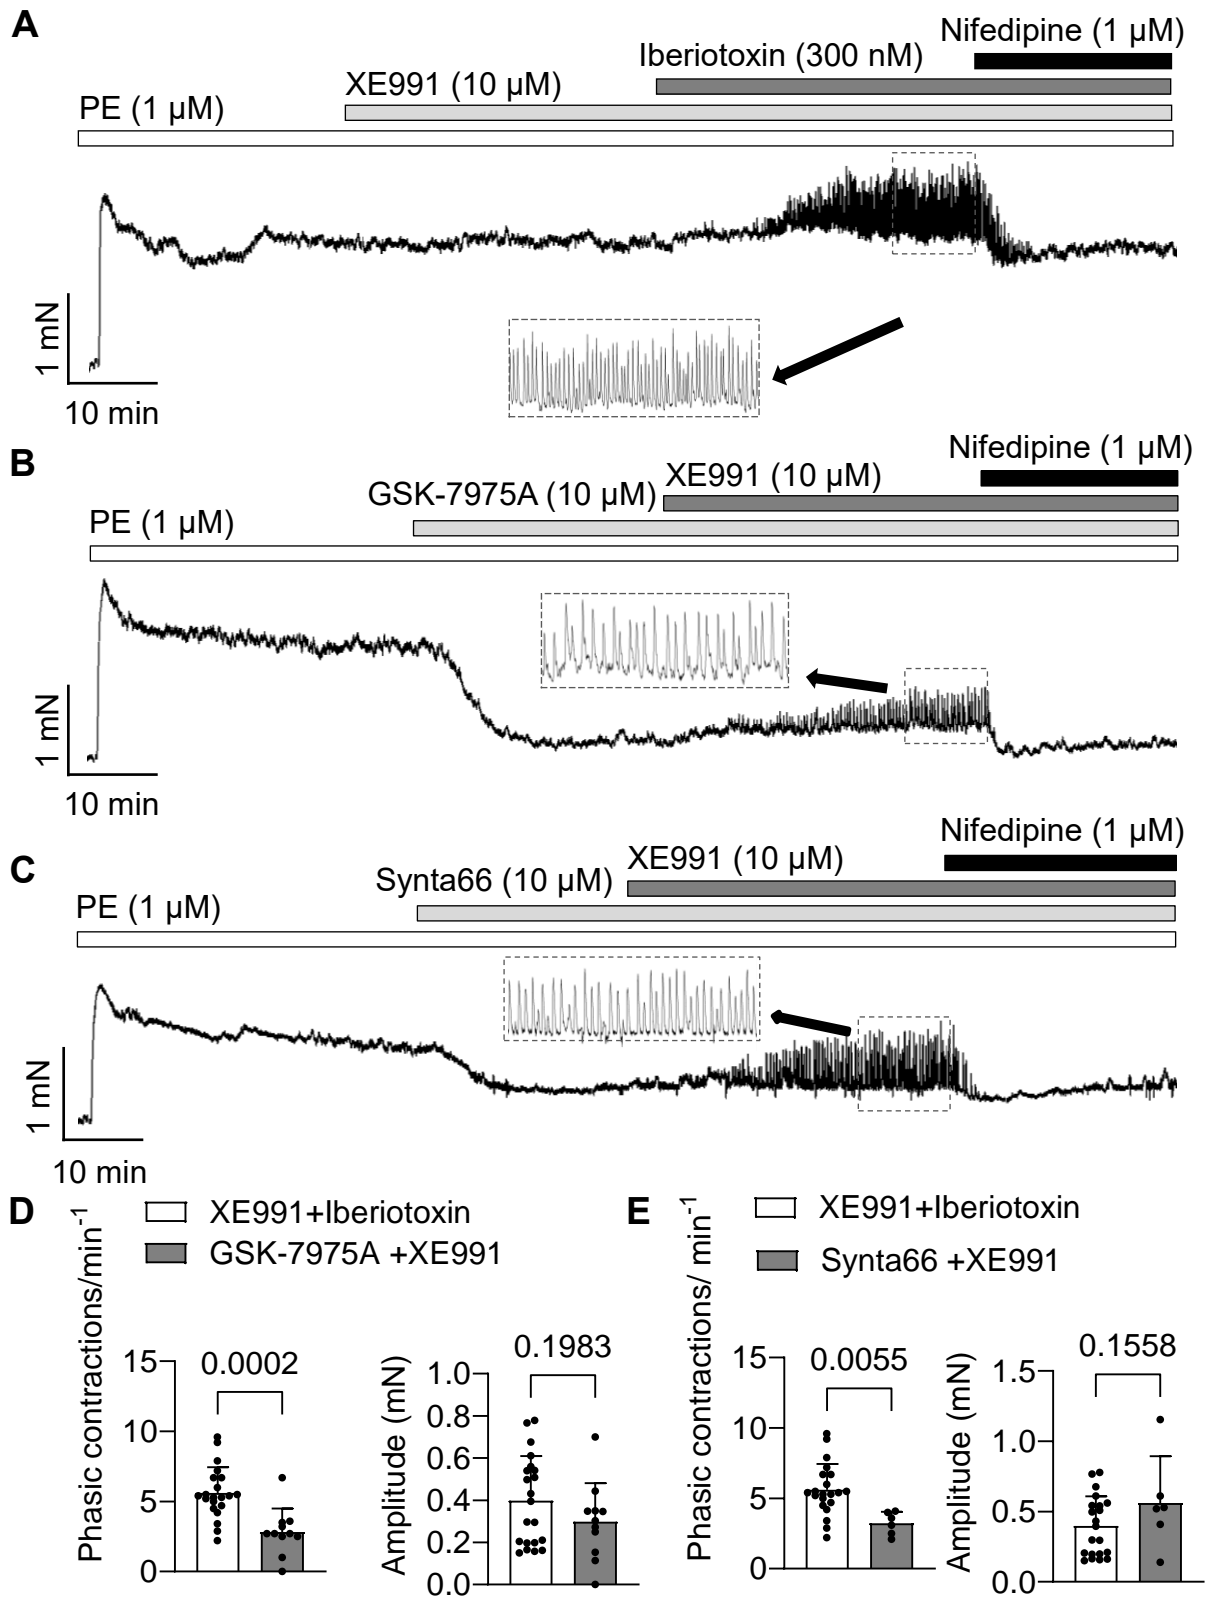 A
Nifedipine (1 µM)
Iberiotoxin (300 nM)
XE991 (10 µM)
PE (1 µM)
1 mN
10 min
B
Nifedipine (1 µM)
XE991 (10 µM)
GSK-7975A (10 µM)
PE (1 µM)
1 mN
10 min
C
Nifedipine (1 µM)
XE991 (10 µM)
Synta66 (10 µM)
PE (1 µM)
1 mN
10 min
D
XE991+Iberiotoxin
GSK-7975A +XE991
Phasic contractions/min⁻¹
15
10
5
0
0.0002
Amplitude (mN)
1.0
0.8
0.6
0.4
0.2
0.0
0.1983
E
XE991+Iberiotoxin
Synta66 +XE991
Phasic contractions/ min⁻¹
15
10
5
0
0.0055
Amplitude (mN)
1.5
1.0
0.5
0.0
0.1558